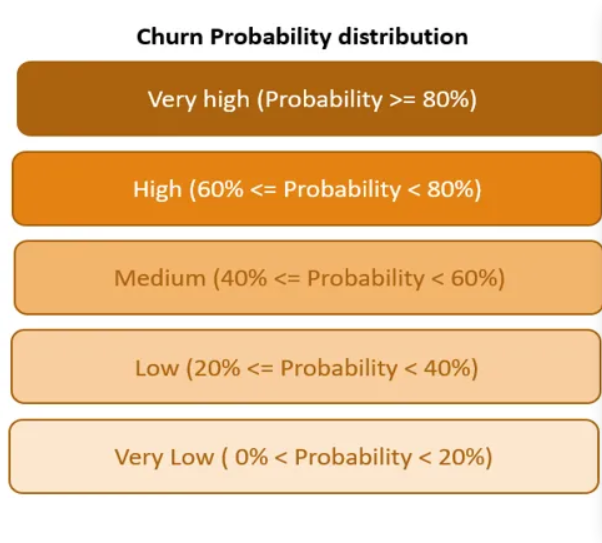 Churn Probability distribution
Very high (Probability >= 80%)
High (60% <= Probability < 80%)
Medium (40% <= Probability < 60%)
Low (20% <= Probability < 40%)
Very Low ( 0% < Probability < 20%)